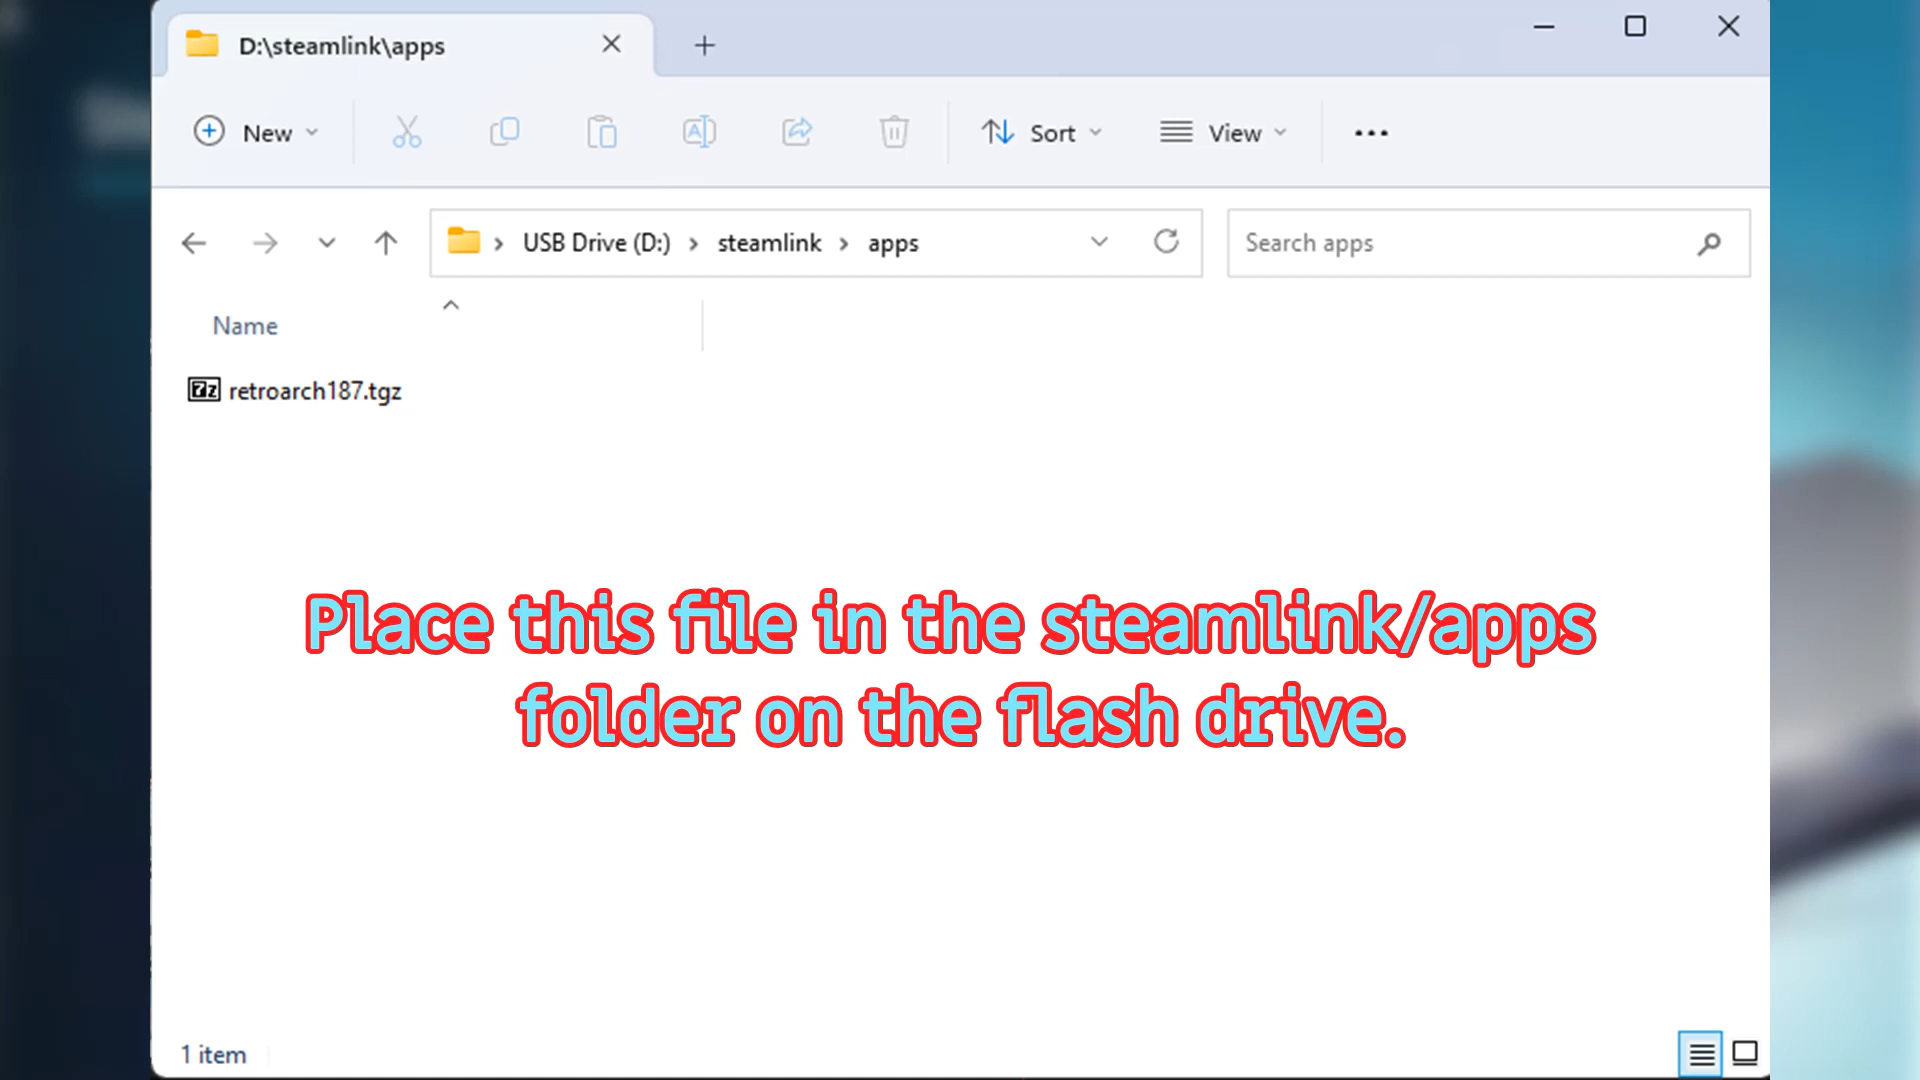 D:\steamlink\apps
New
Sort
View
USB Drive (D:)
steamlink
apps
Search apps
Name
retroarch187.tgz
Place this file in the steamlink/apps
folder on the flash drive.
1 item